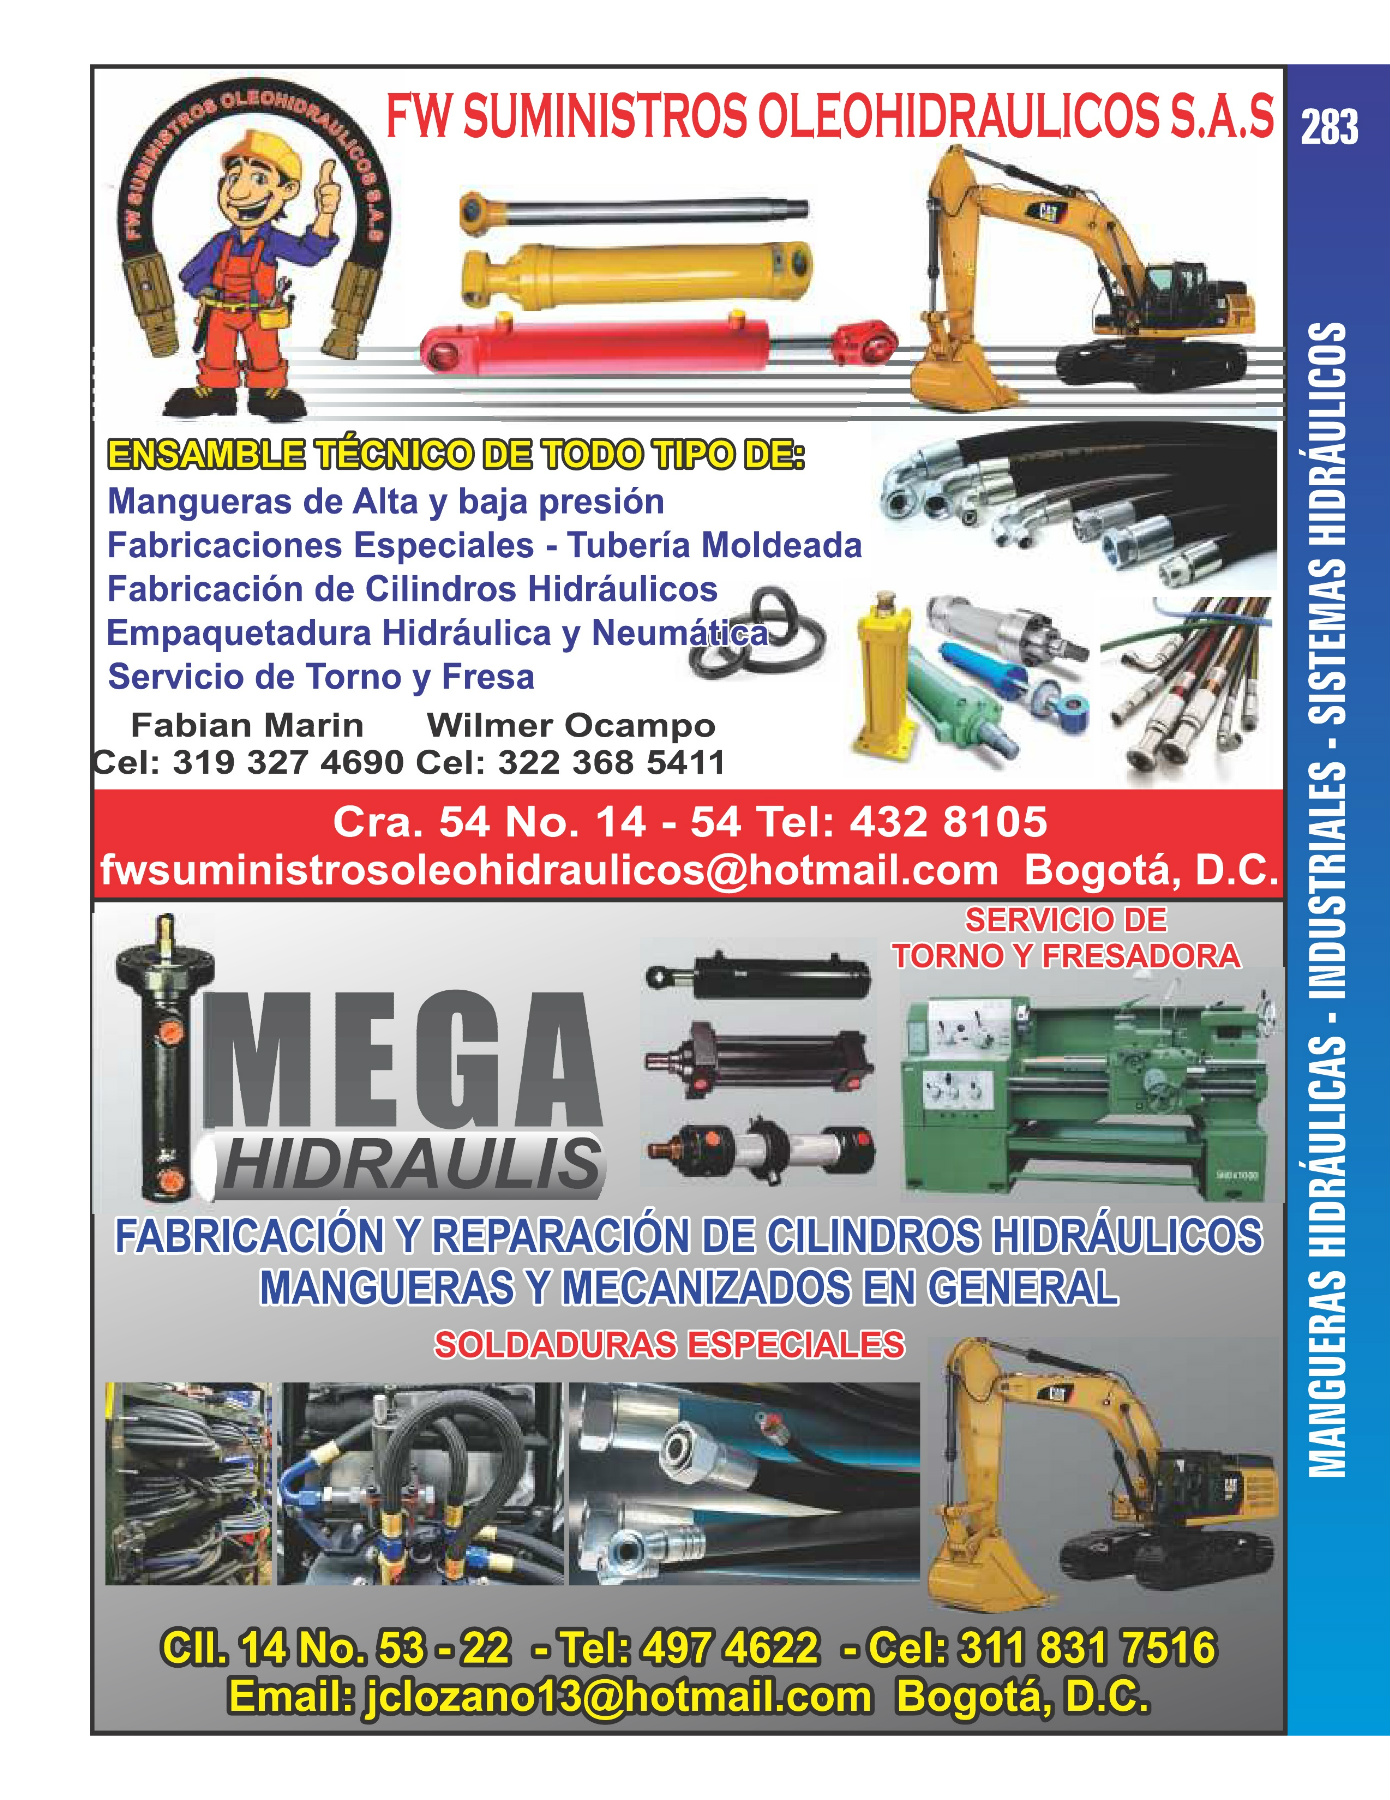 FW SUMINISTROS OLEOHIDRAULICOS S.A.S
FW SUMINISTROS OLEOHIDRAULICOS S.A.S
283
CAT
ENSAMBLE TÉCNICO DE TODO TIPO DE:
Mangueras de Alta y baja presión
Fabricaciones Especiales - Tubería Moldeada
Fabricación de Cilindros Hidráulicos
Empaquetadura Hidráulica y Neumática
Servicio de Torno y Fresa
Fabian Marin Wilmer Ocampo
Cel: 319 327 4690 Cel: 322 368 5411
Cra. 54 No. 14 - 54 Tel: 432 8105
fwsuministrosoleohidraulicos@hotmail.com Bogotá, D.C.
SERVICIO DE
TORNO Y FRESADORA
MEGA
HIDRAULIS
FABRICACIÓN Y REPARACIÓN DE CILINDROS HIDRÁULICOS
MANGUERAS Y MECANIZADOS EN GENERAL
SOLDADURAS ESPECIALES
CAT
CAT
Cll. 14 No. 53 - 22 - Tel: 497 4622 - Cel: 311 831 7516
Email: jclozano13@hotmail.com Bogotá, D.C.
MANGUERAS HIDRÁULICAS - INDUSTRIALES - SISTEMAS HIDRÁULICOS